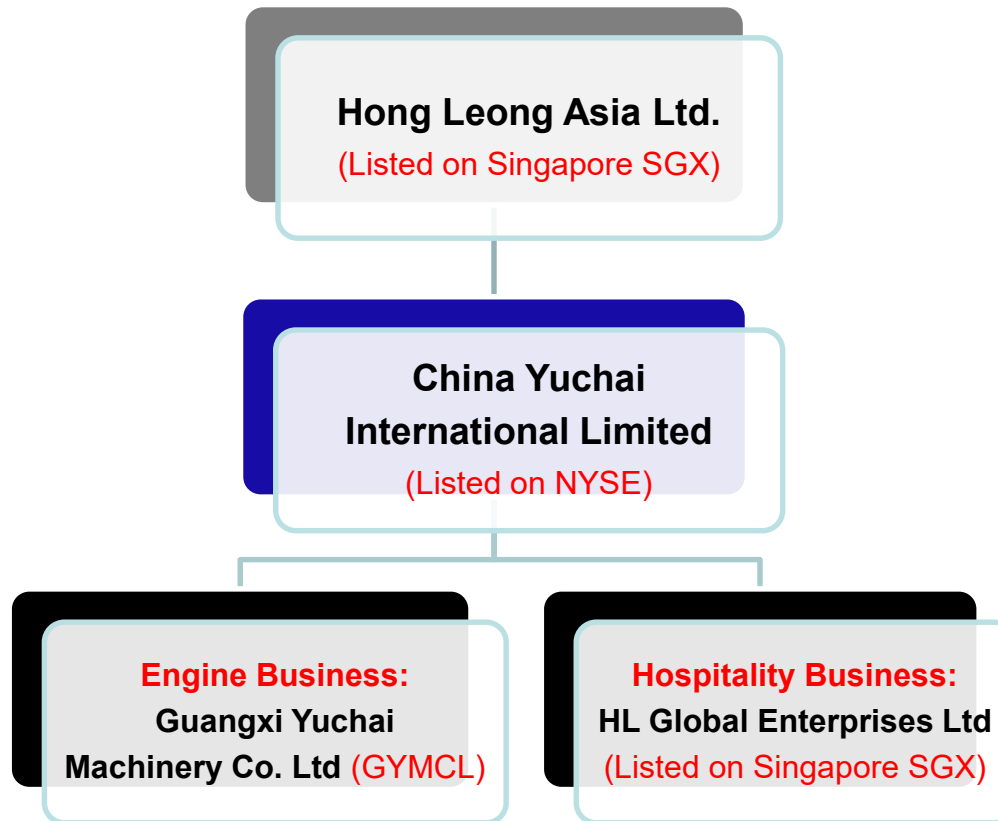 Hong Leong Asia Ltd.
(Listed on Singapore SGX)
China Yuchai
International Limited
(Listed on NYSE)
Engine Business:
Guangxi Yuchai
Machinery Co. Ltd (GYMCL)
Hospitality Business:
HL Global Enterprises Ltd
(Listed on Singapore SGX)